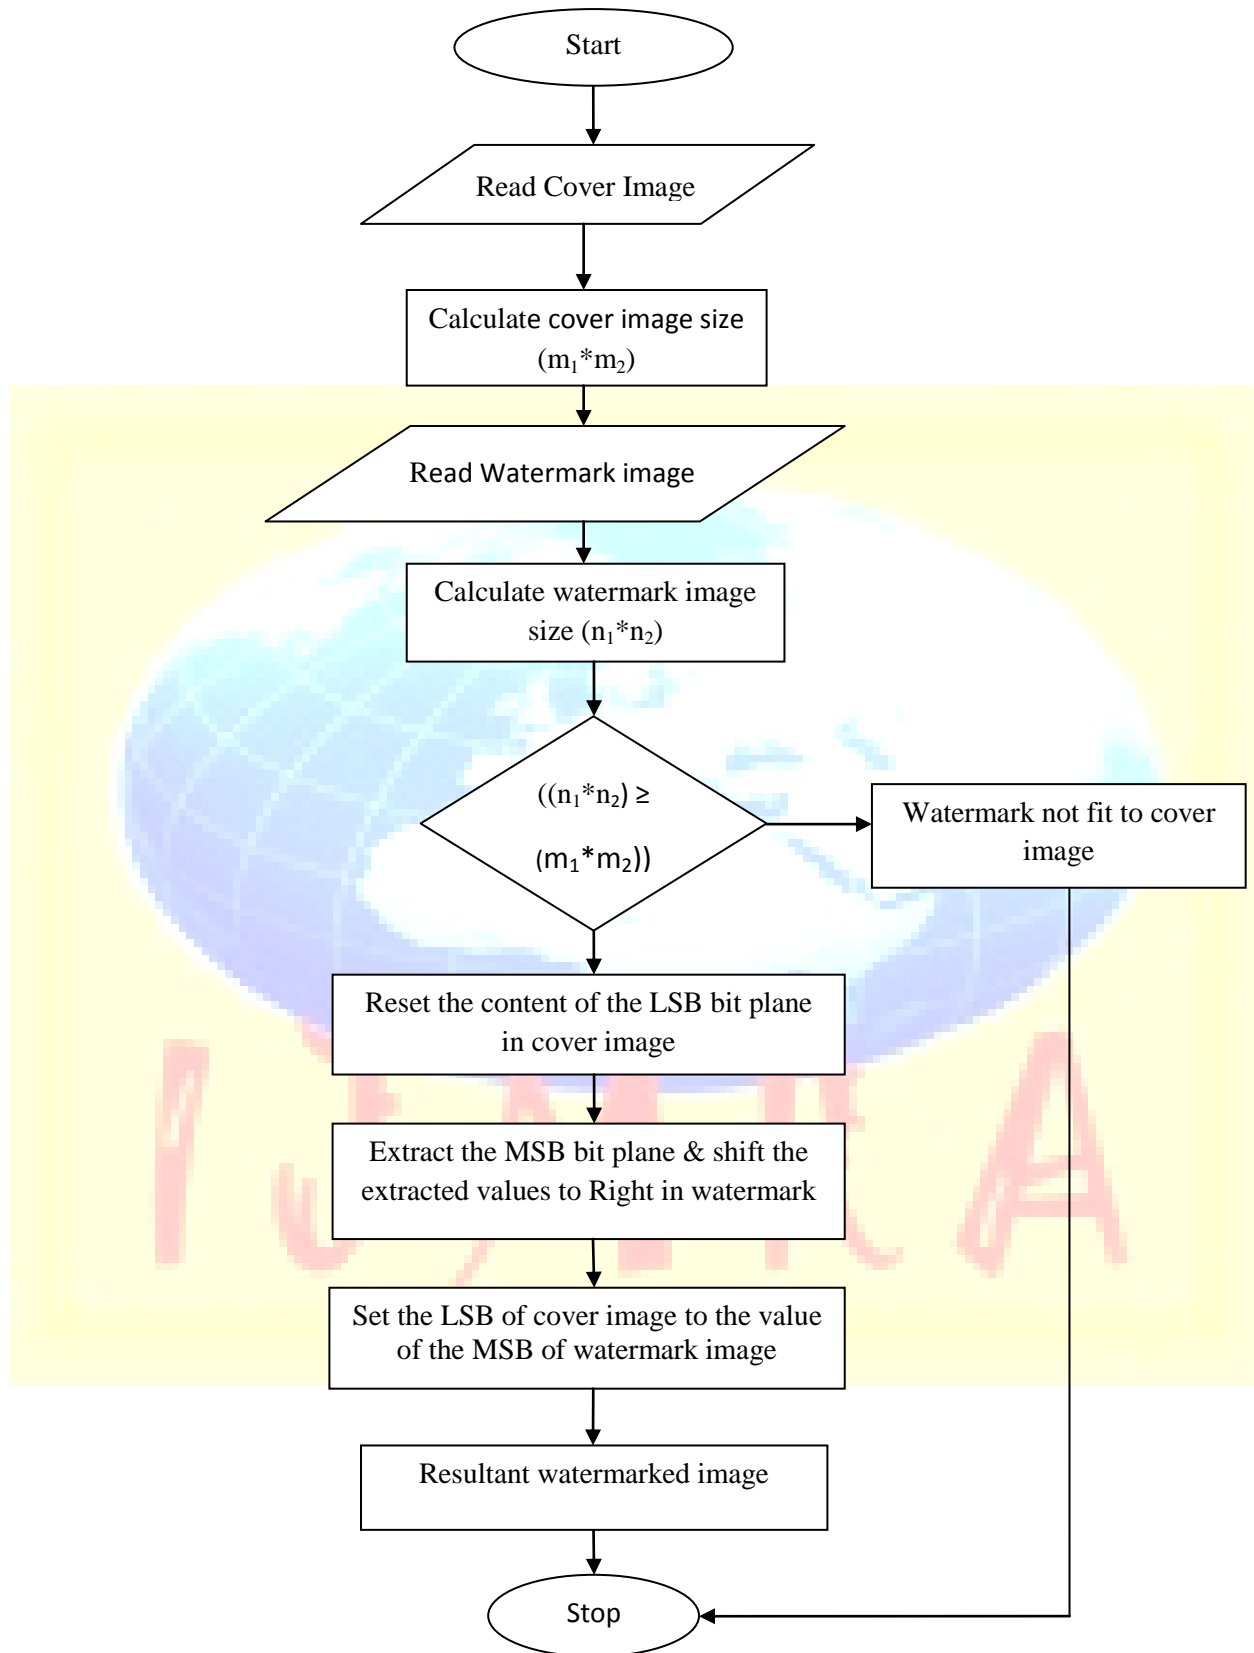 Start
Read Cover Image
Calculate cover image size
(m₁*m₂)
Read Watermark image
Calculate watermark image
size (n₁*n₂)
((n₁*n₂) ≥
(m₁*m₂))
Watermark not fit to cover
image
Reset the content of the LSB bit plane
in cover image
Extract the MSB bit plane & shift the
extracted values to Right in watermark
Set the LSB of cover image to the value
of the MSB of watermark image
Resultant watermarked image
Stop